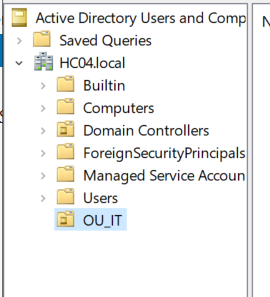 Active Directory Users and Comp
Saved Queries
HC04.local
Builtin
Computers
Domain Controllers
ForeignSecurityPrincipals
Managed Service Accoun
Users
OU_IT